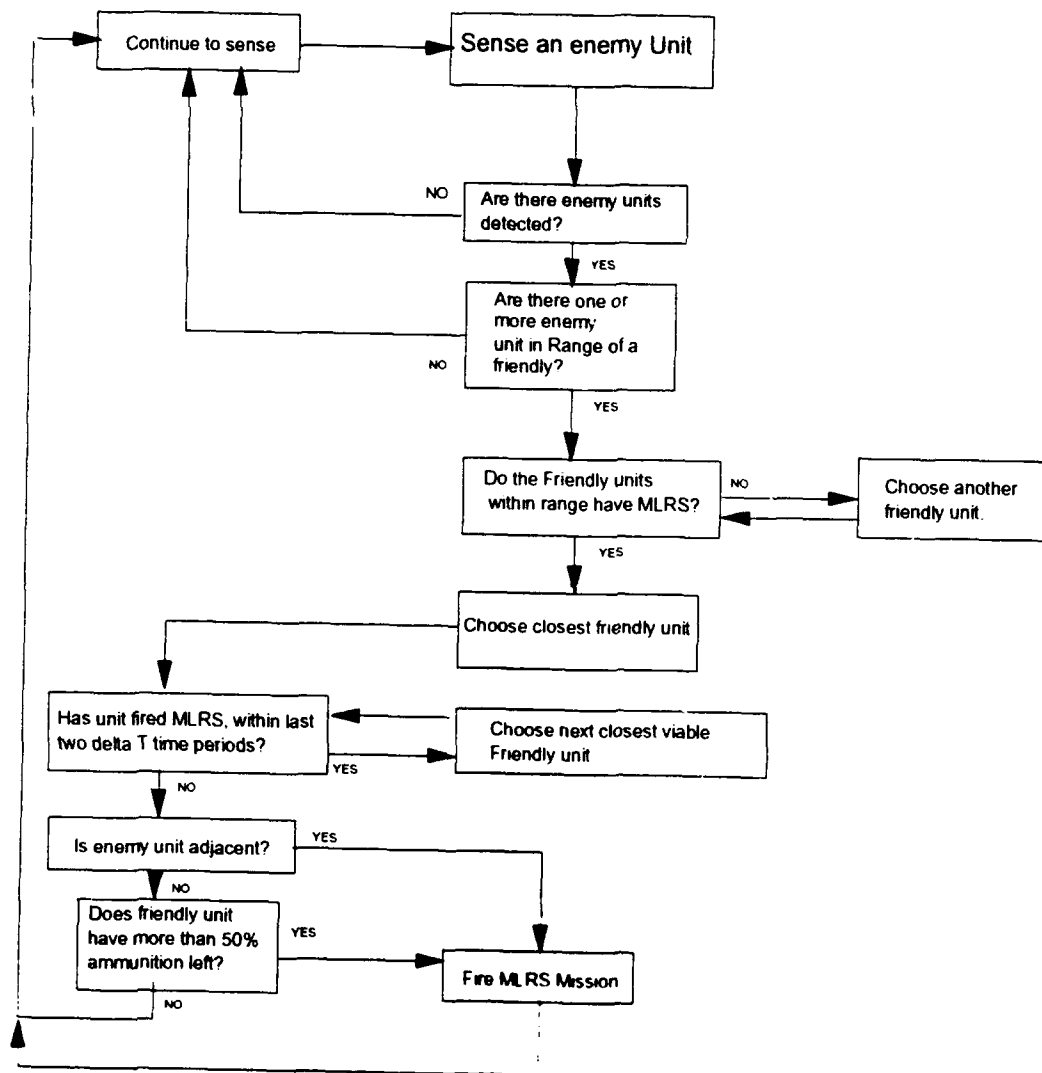 Continue to sense
Sense an enemy Unit
NO
Are there enemy units
detected?
YES
Are there one or
more enemy
unit in Range of a
friendly?
NO
YES
Do the Friendly units
within range have MLRS?
NO
Choose another
friendly unit.
YES
Choose closest friendly unit
Has unit fired MLRS, within last
two delta T time periods?
Choose next closest viable
Friendly unit
YES
NO
Is enemy unit adjacent?
YES
NO
Does friendly unit
have more than 50%
ammunition left?
YES
Fire MLRS Mission
NO